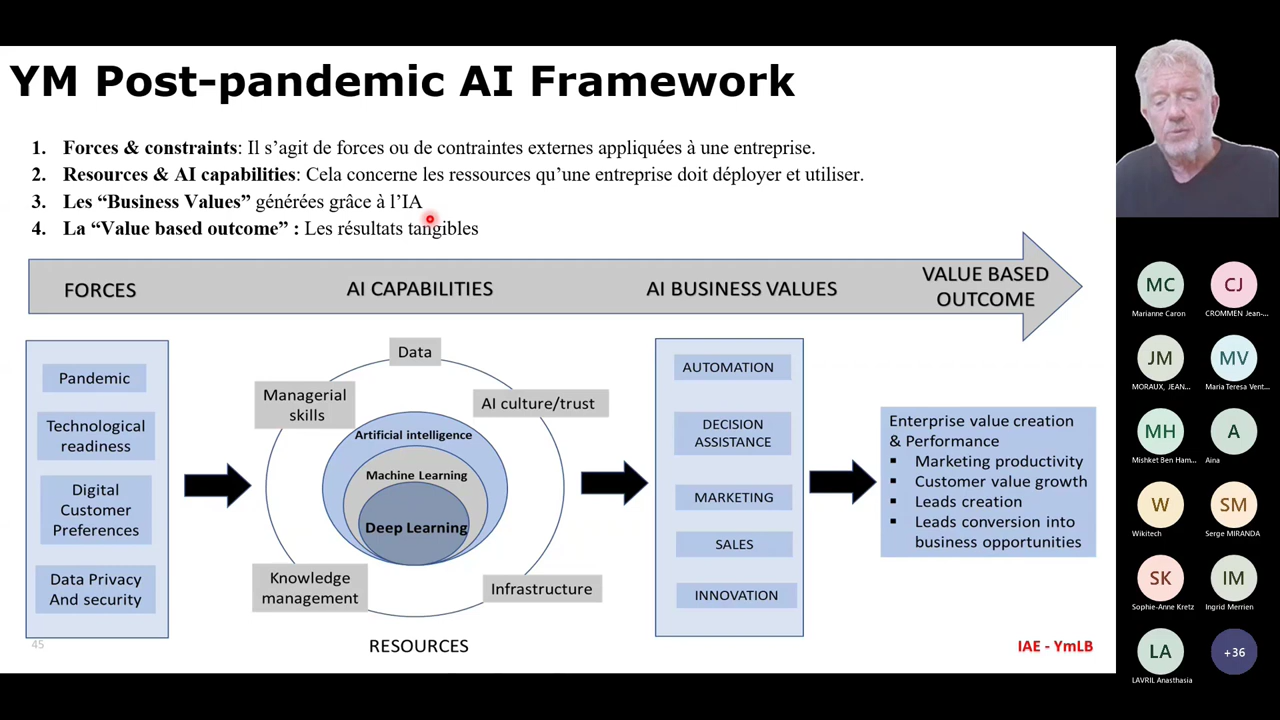 YM Post-pandemic AI Framework
1. Forces & constraints: Il s’agit de forces ou de contraintes externes appliquées à une entreprise.
2. Resources & AI capabilities: Cela concerne les ressources qu’une entreprise doit déployer et utiliser.
3. Les “Business Values” générées grâce à l’IA
4. La “Value based outcome” : Les résultats tangibles
FORCES
AI CAPABILITIES
AI BUSINESS VALUES
VALUE BASED
OUTCOME
Pandemic
Technological
readiness
Digital
Customer
Preferences
Data Privacy
And security
Data
Managerial
skills
AI culture/trust
Artificial intelligence
Machine Learning
Deep Learning
Knowledge
management
Infrastructure
RESOURCES
AUTOMATION
DECISION
ASSISTANCE
MARKETING
SALES
INNOVATION
Enterprise value creation
& Performance
▪ Marketing productivity
▪ Customer value growth
▪ Leads creation
▪ Leads conversion into
business opportunities
45
IAE - YmLB
MC
Marianne Caron
CJ
CROMMEN Jean-...
JM
MORAUX, JEAN...
MV
Maria Teresa Vent...
MH
Mishket Ben Ham...
A
Aina
W
Wikitech
SM
Serge MIRANDA
SK
Sophie-Anne Kretz
IM
Ingrid Merrien
LA
LAVRIL Anasthasia
+36